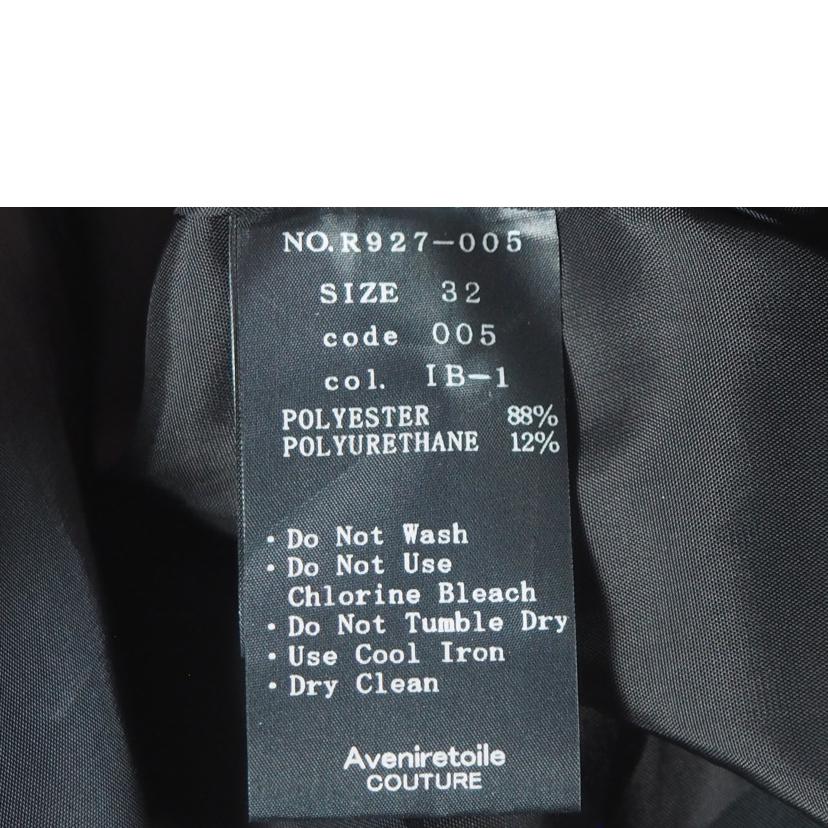 NO.R927-005
SIZE 32
code 005
col. IB-1
POLYESTER 88%
POLYURETHANE 12%
・Do Not Wash
・Do Not Use
Chlorine Bleach
・Do Not Tumble Dry
・Use Cool Iron
・Dry Clean
Aveniretoile
COUTURE